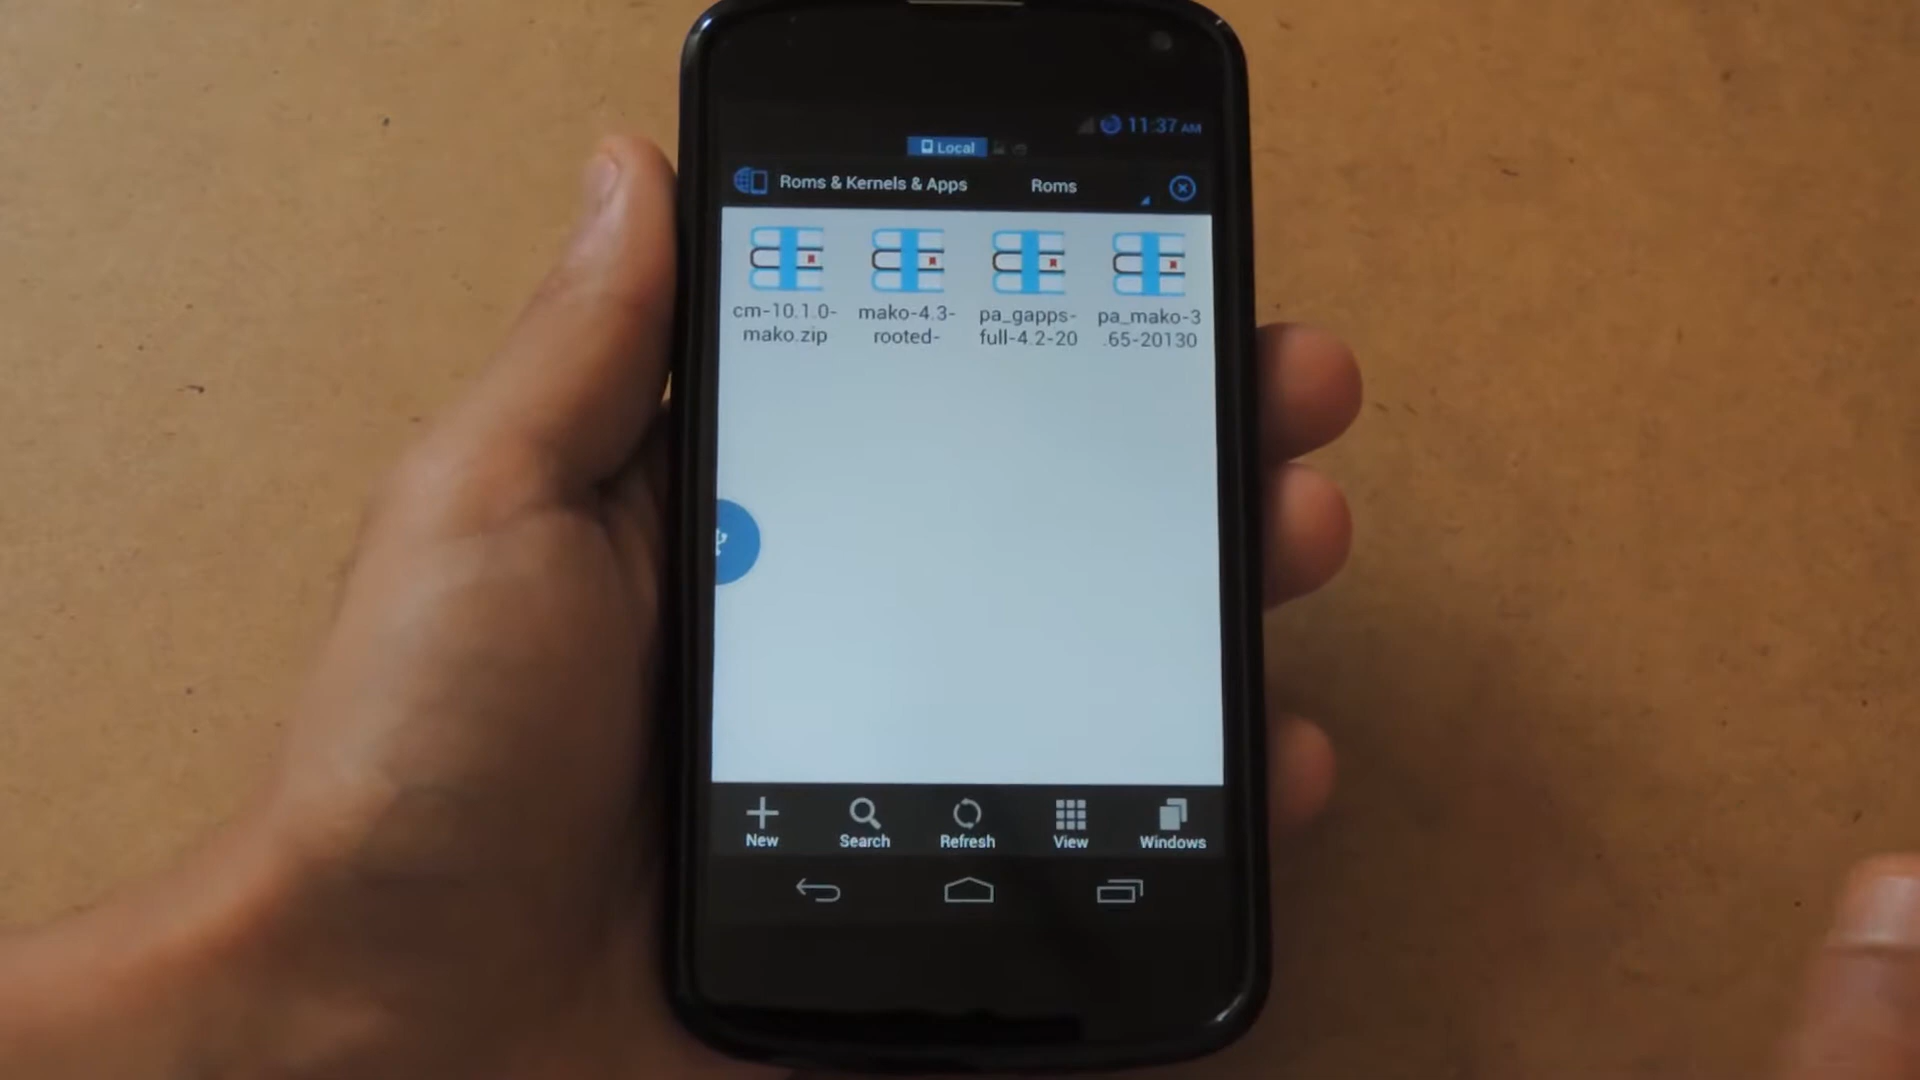 11:37 AM
Local
Roms & Kernels & Apps Roms
cm-10.1.0-
mako.zip
mako-4.3-
rooted-
pa_gapps-
full-4.2-20
pa_mako-3
.65-20130
New Search Refresh View Windows